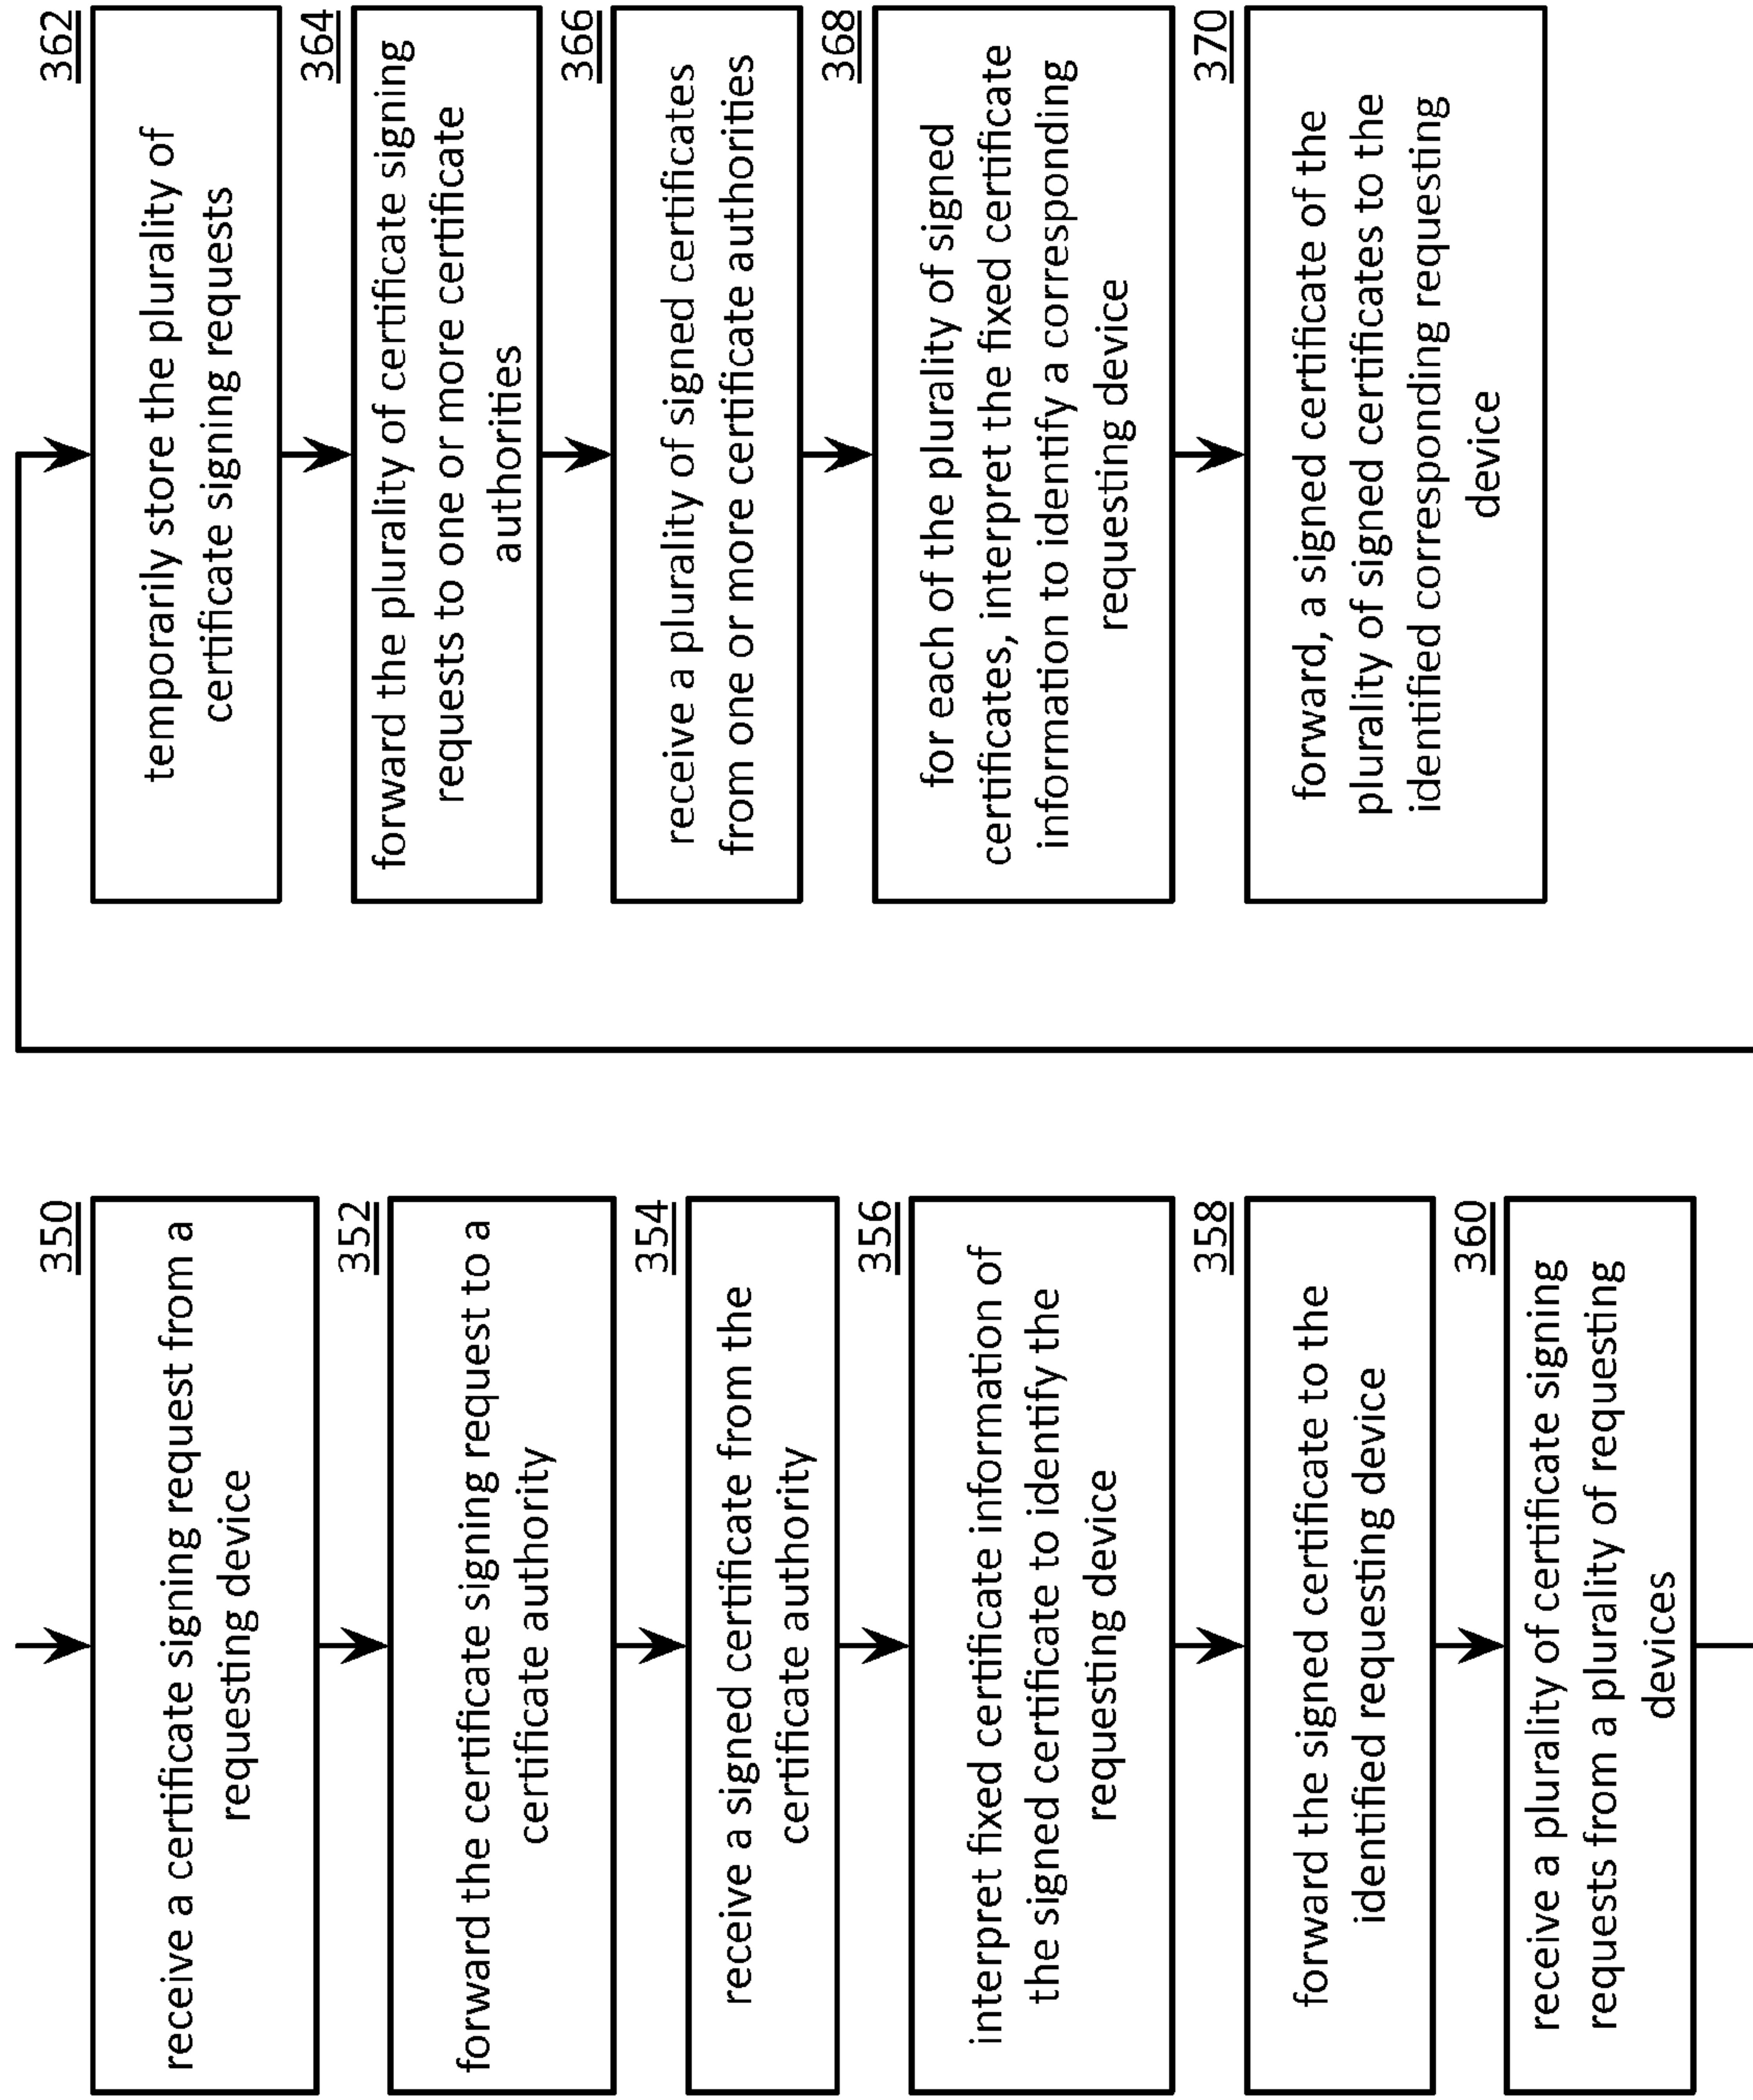 350
receive a certificate signing request from a
requesting device
352
forward the certificate signing request to a
certificate authority
354
receive a signed certificate from the
certificate authority
356
interpret fixed certificate information of
the signed certificate to identify the
requesting device
358
forward the signed certificate to the
identified requesting device
360
receive a plurality of certificate signing
requests from a plurality of requesting
devices
362
temporarily store the plurality of
certificate signing requests
364
forward the plurality of certificate signing
requests to one or more certificate
authorities
366
receive a plurality of signed certificates
from one or more certificate authorities
368
for each of the plurality of signed
certificates, interpret the fixed certificate
information to identify a corresponding
requesting device
370
forward, a signed certificate of the
plurality of signed certificates to the
identified corresponding requesting
device